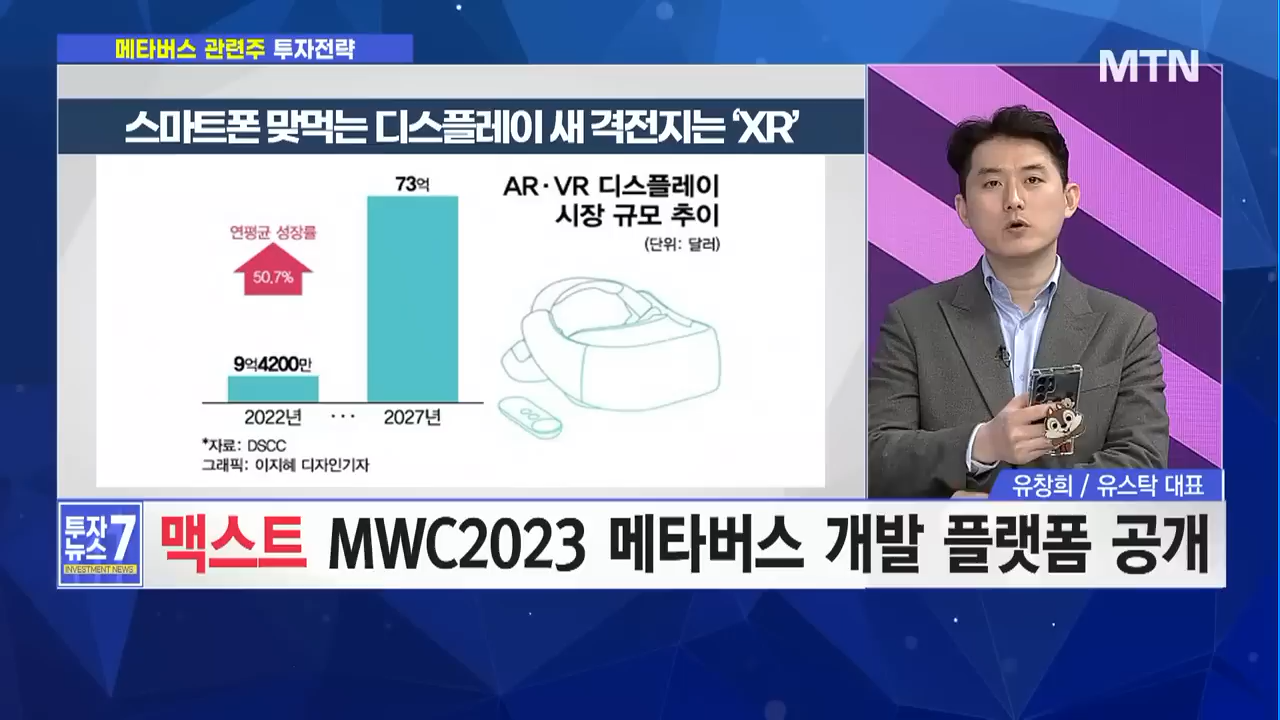 메타버스 관련주 투자전략
MTN
스마트폰 맞먹는 디스플레이 새 격전지는 ‘XR’
AR·VR 디스플레이
시장 규모 추이
(단위: 달러)
73억
연평균 성장률
50.7%
9억4200만
2022년 ··· 2027년
*자료: DSCC
그래픽: 이지혜 디자인기자
유창희 / 유스탁 대표
투자
뉴스7
INVESTMENT NEWS
맥스트 MWC2023 메타버스 개발 플랫폼 공개